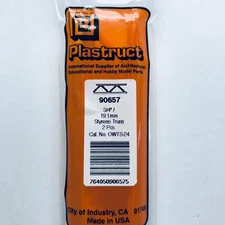 Plastruct
International Supplier of Architectural,
Educational and Hobby Model Parts
90657
3/4" /
19.1mm
Styrene Truss
2 Pcs.
Cat. No. OWTS-24
764050906575
City of Industry, CA 917
Made in USA